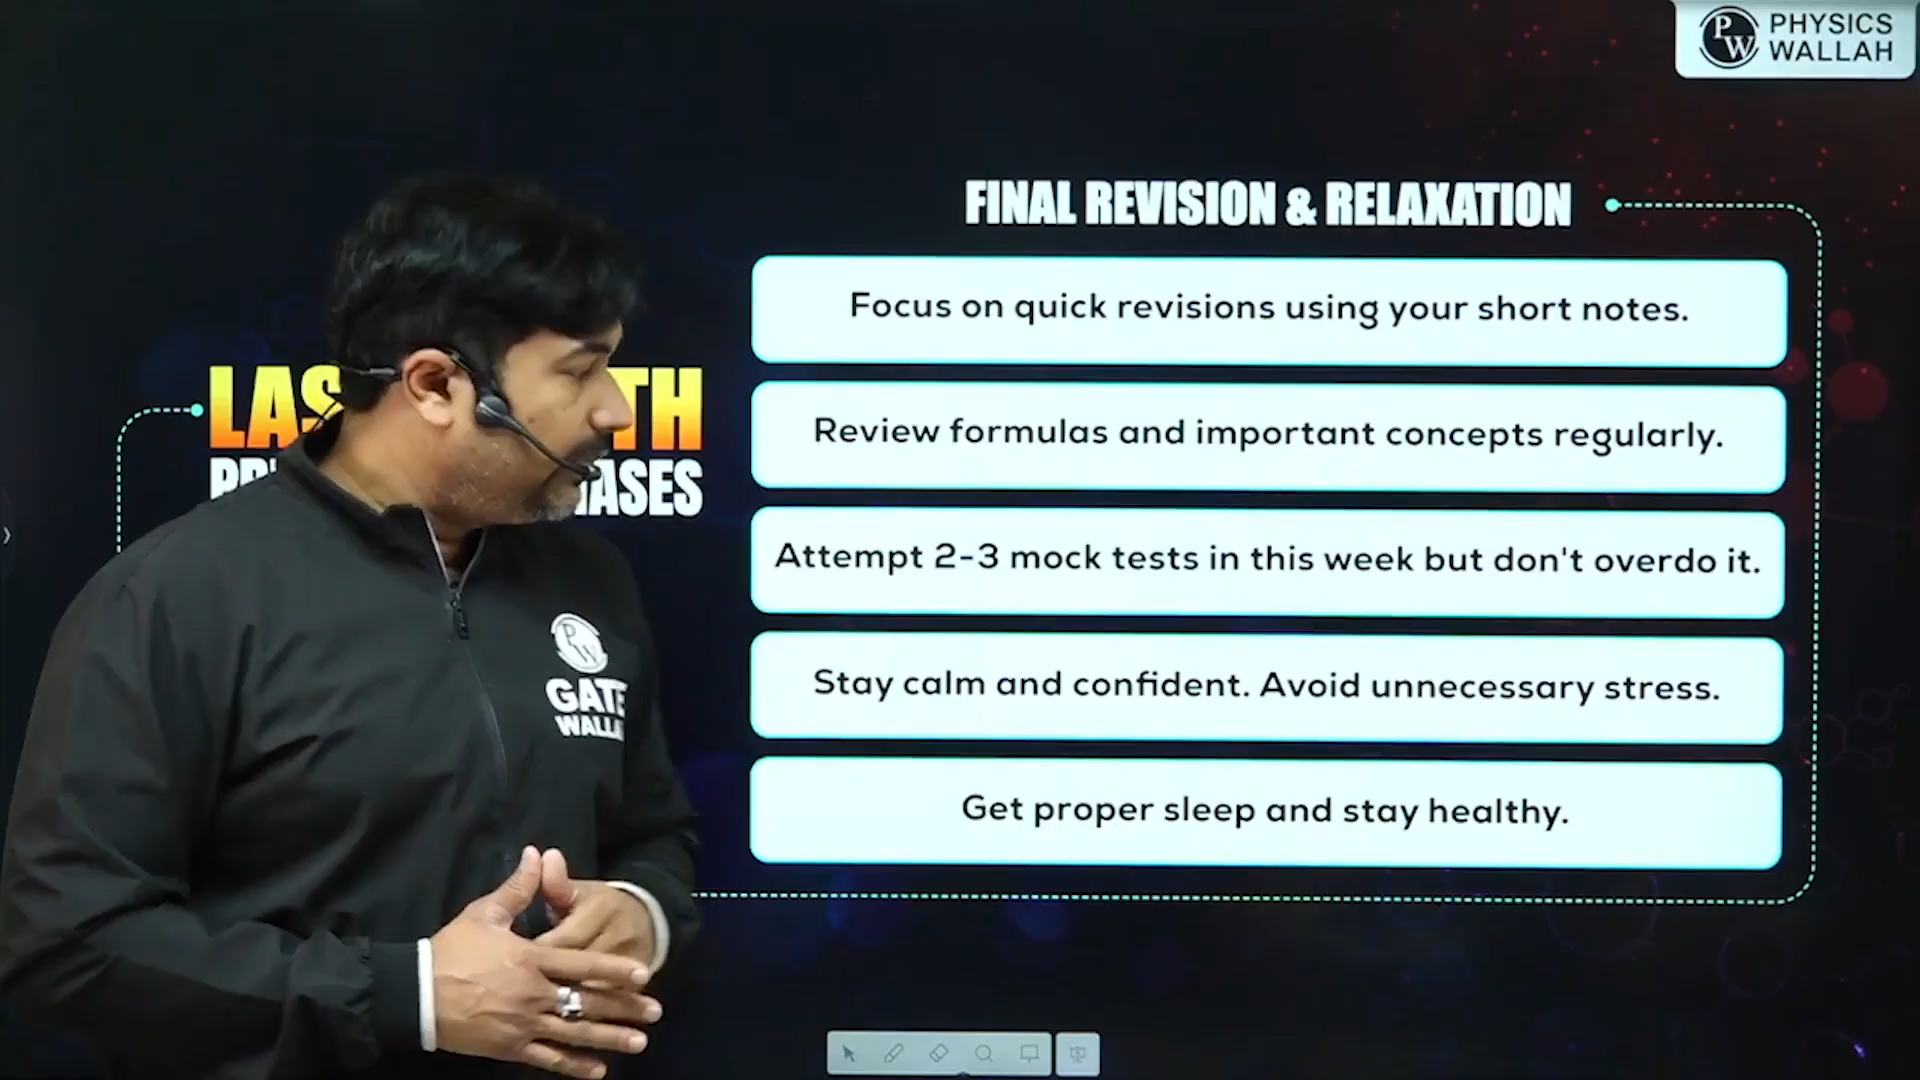 PW PHYSICS
WALLAH
FINAL REVISION & RELAXATION
Focus on quick revisions using your short notes.
Review formulas and important concepts regularly.
Attempt 2-3 mock tests in this week but don't overdo it.
Stay calm and confident. Avoid unnecessary stress.
Get proper sleep and stay healthy.
PW
GATE